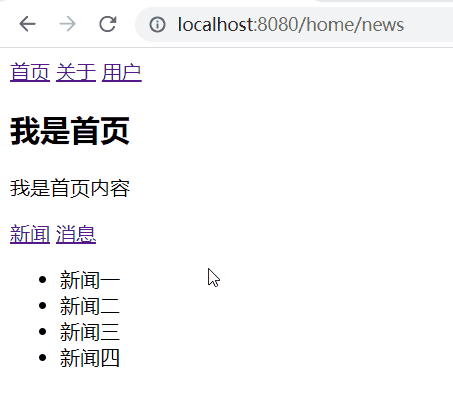 localhost:8080/home/news
首页 关于 用户
我是首页
我是首页内容
新闻 消息
新闻一
新闻二
新闻三
新闻四